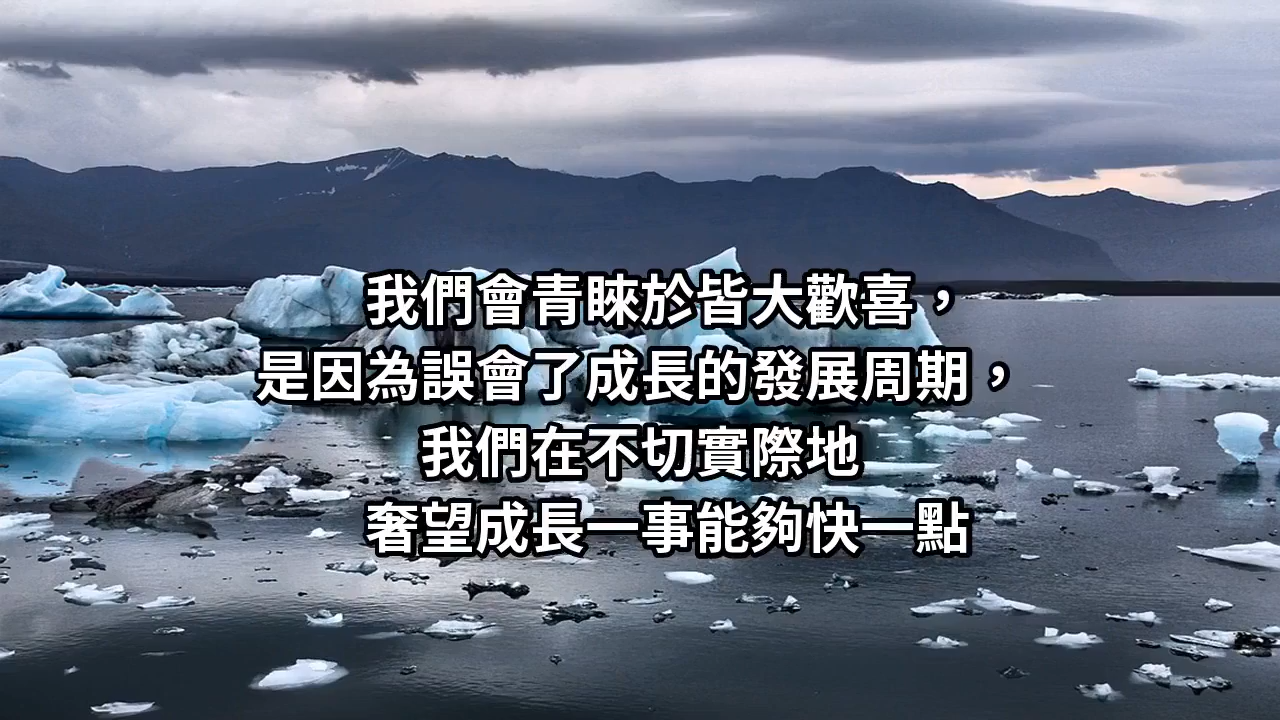 我們會青睞於皆大歡喜，
是因為誤會了成長的發展周期，
我們在不切實際地
奢望成長一事能夠快一點